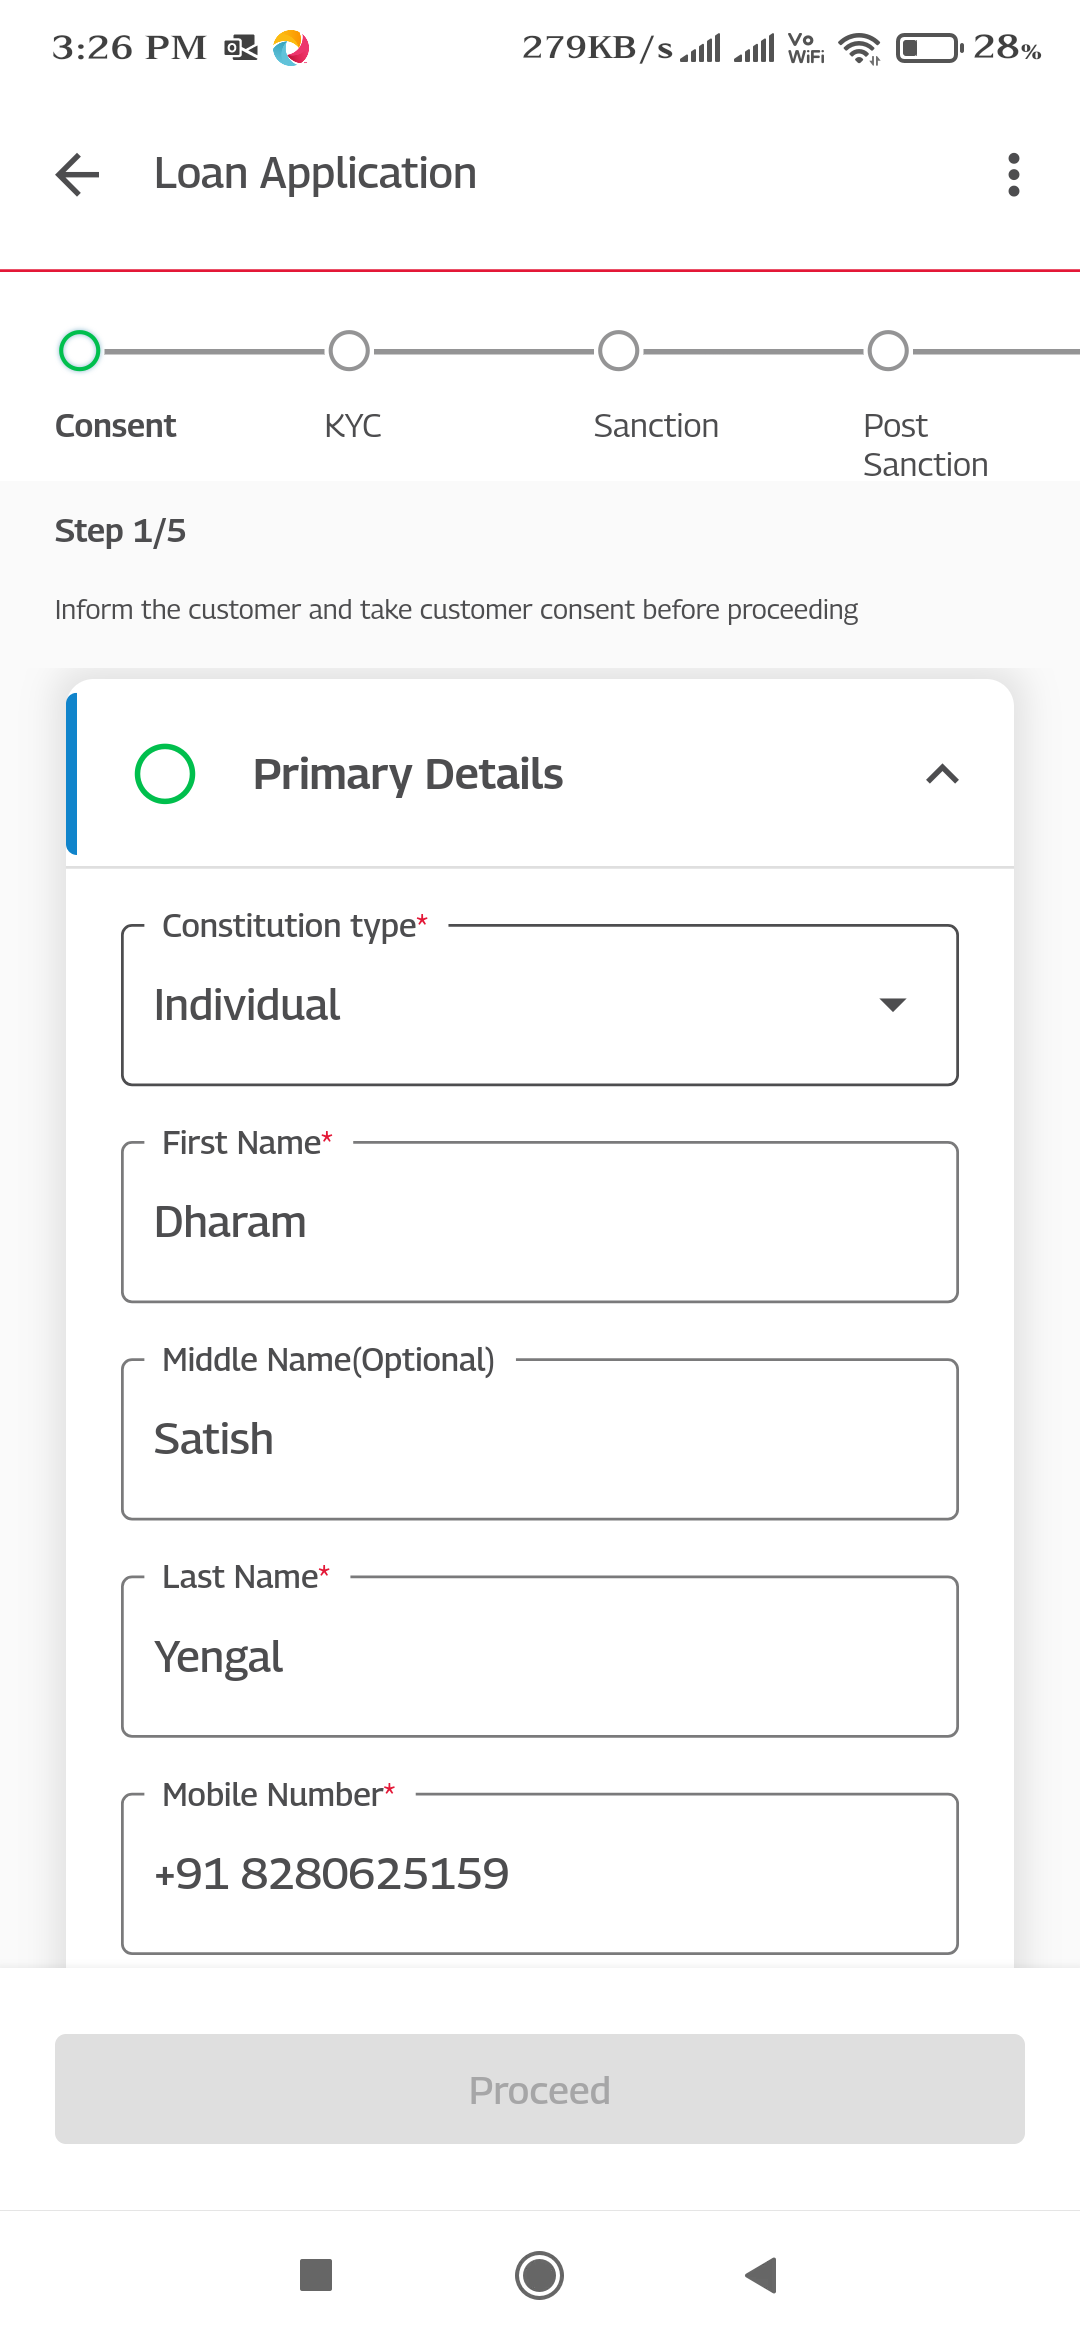 3:26 PM 279KB/s Vo WiFi 28%
Loan Application
Consent KYC Sanction Post Sanction
Step 1/5
Inform the customer and take customer consent before proceeding
Primary Details
Constitution type*
Individual
First Name*
Dharam
Middle Name(Optional)
Satish
Last Name*
Yengal
Mobile Number*
+91 8280625159
Proceed